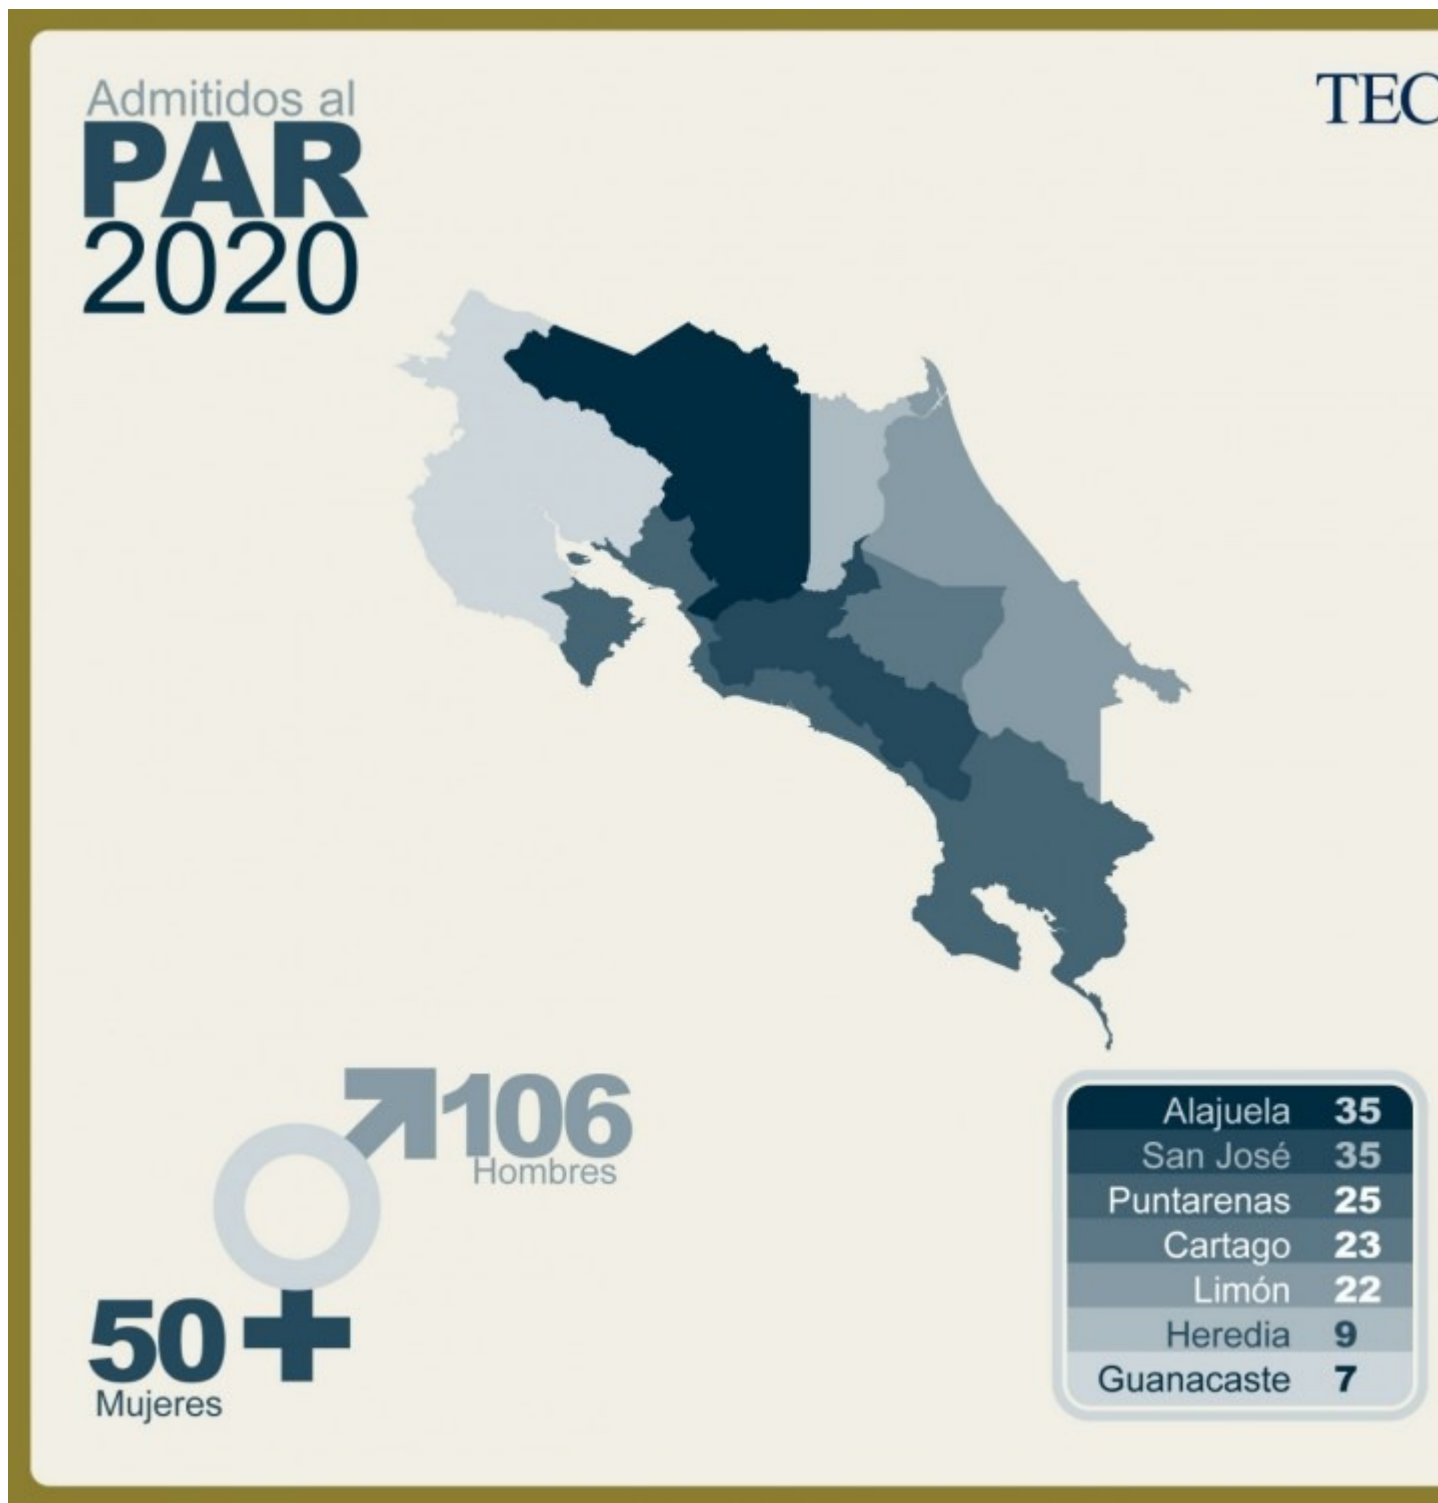 Admitidos al
PAR
2020
TEC
106
Hombres
50
Mujeres
Alajuela 35
San José 35
Puntarenas 25
Cartago 23
Limón 22
Heredia 9
Guanacaste 7